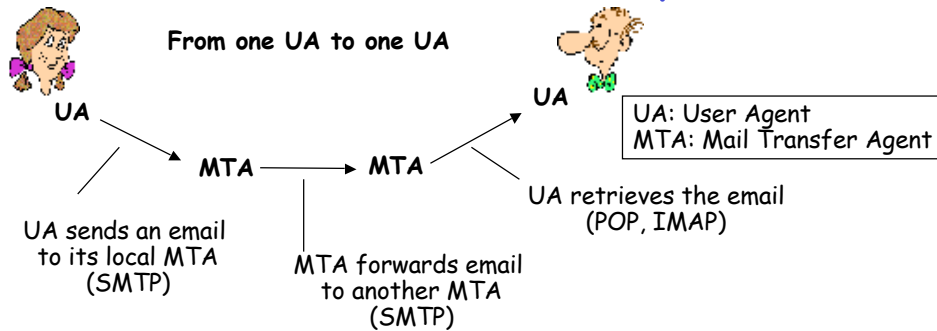 From one UA to one UA
UA
UA
UA: User Agent
MTA: Mail Transfer Agent
MTA
MTA
UA retrieves the email
(POP, IMAP)
UA sends an email
to its local MTA
(SMTP)
MTA forwards email
to another MTA
(SMTP)